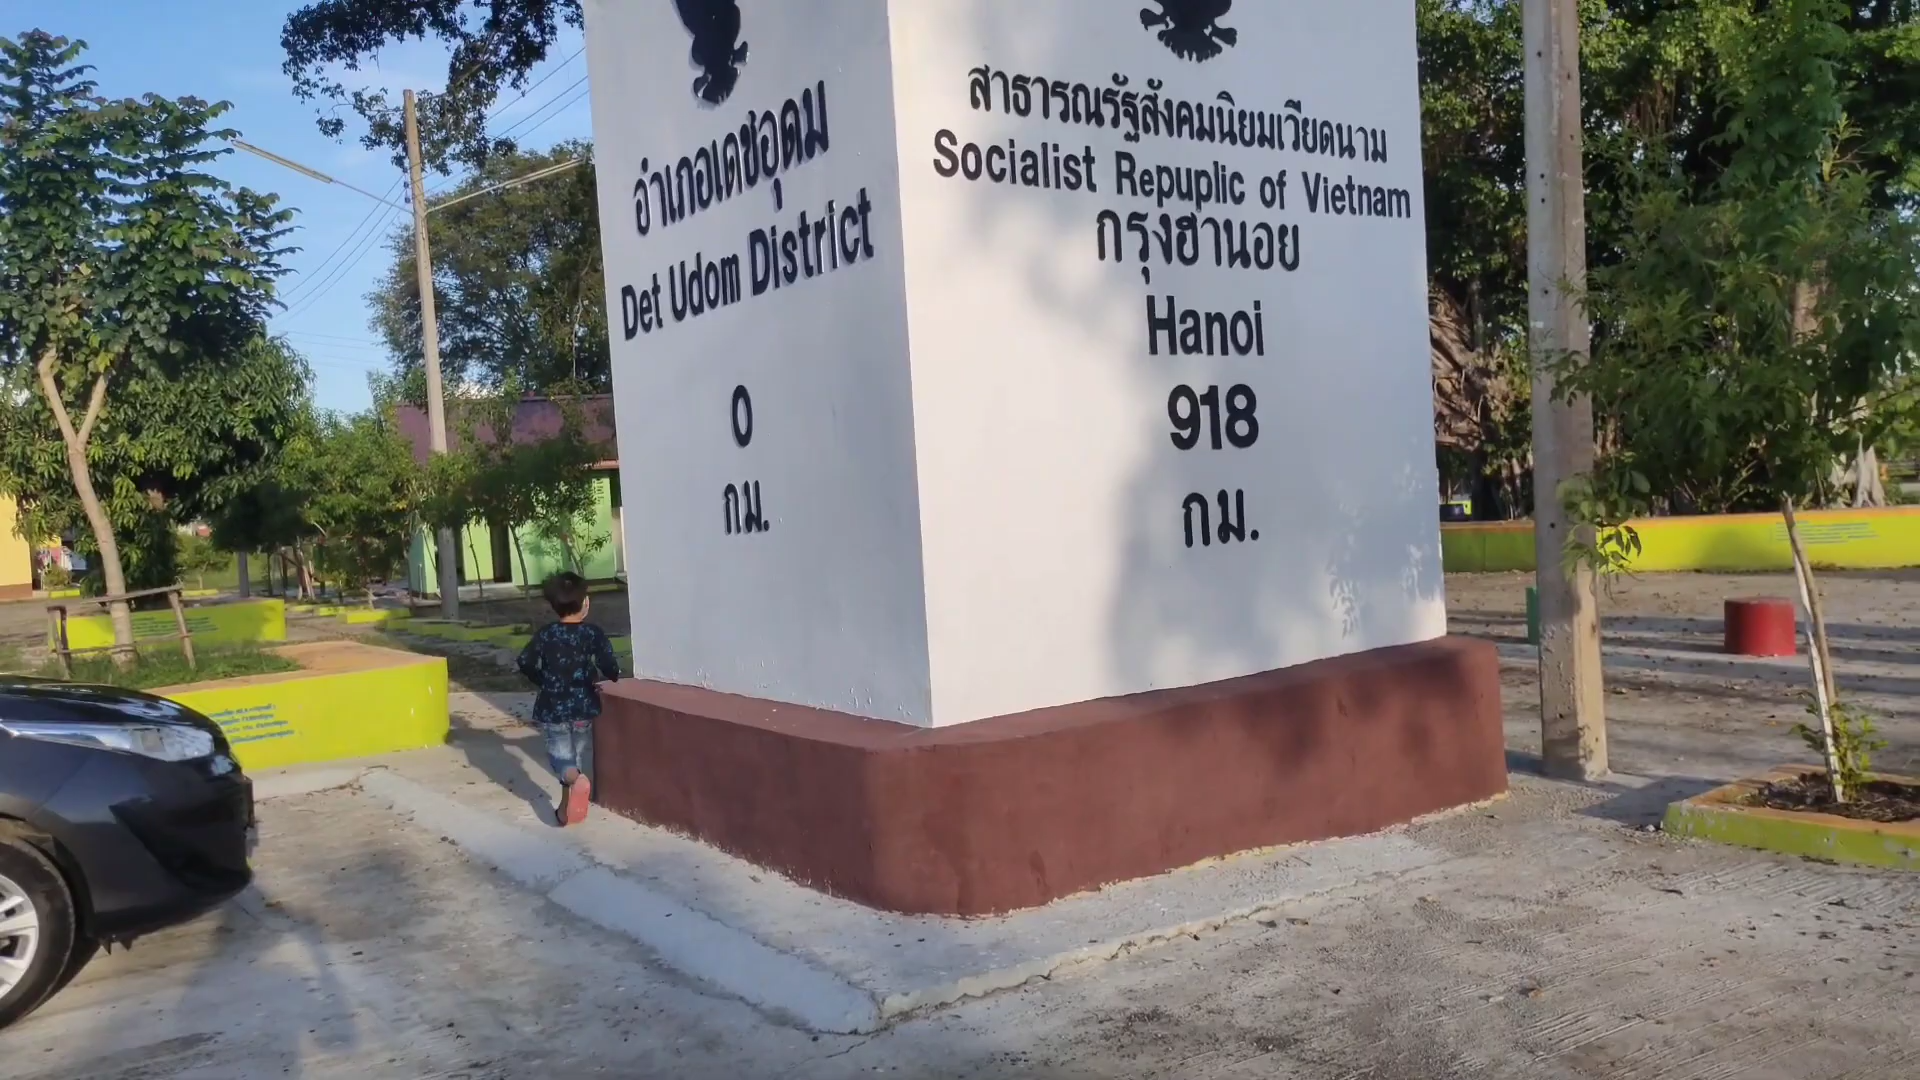 อำเภอเดชอุดม
Det Udom District
0
กม.
สาธารณรัฐสังคมนิยมเวียดนาม
Socialist Repuplic of Vietnam
กรุงฮานอย
Hanoi
918
กม.